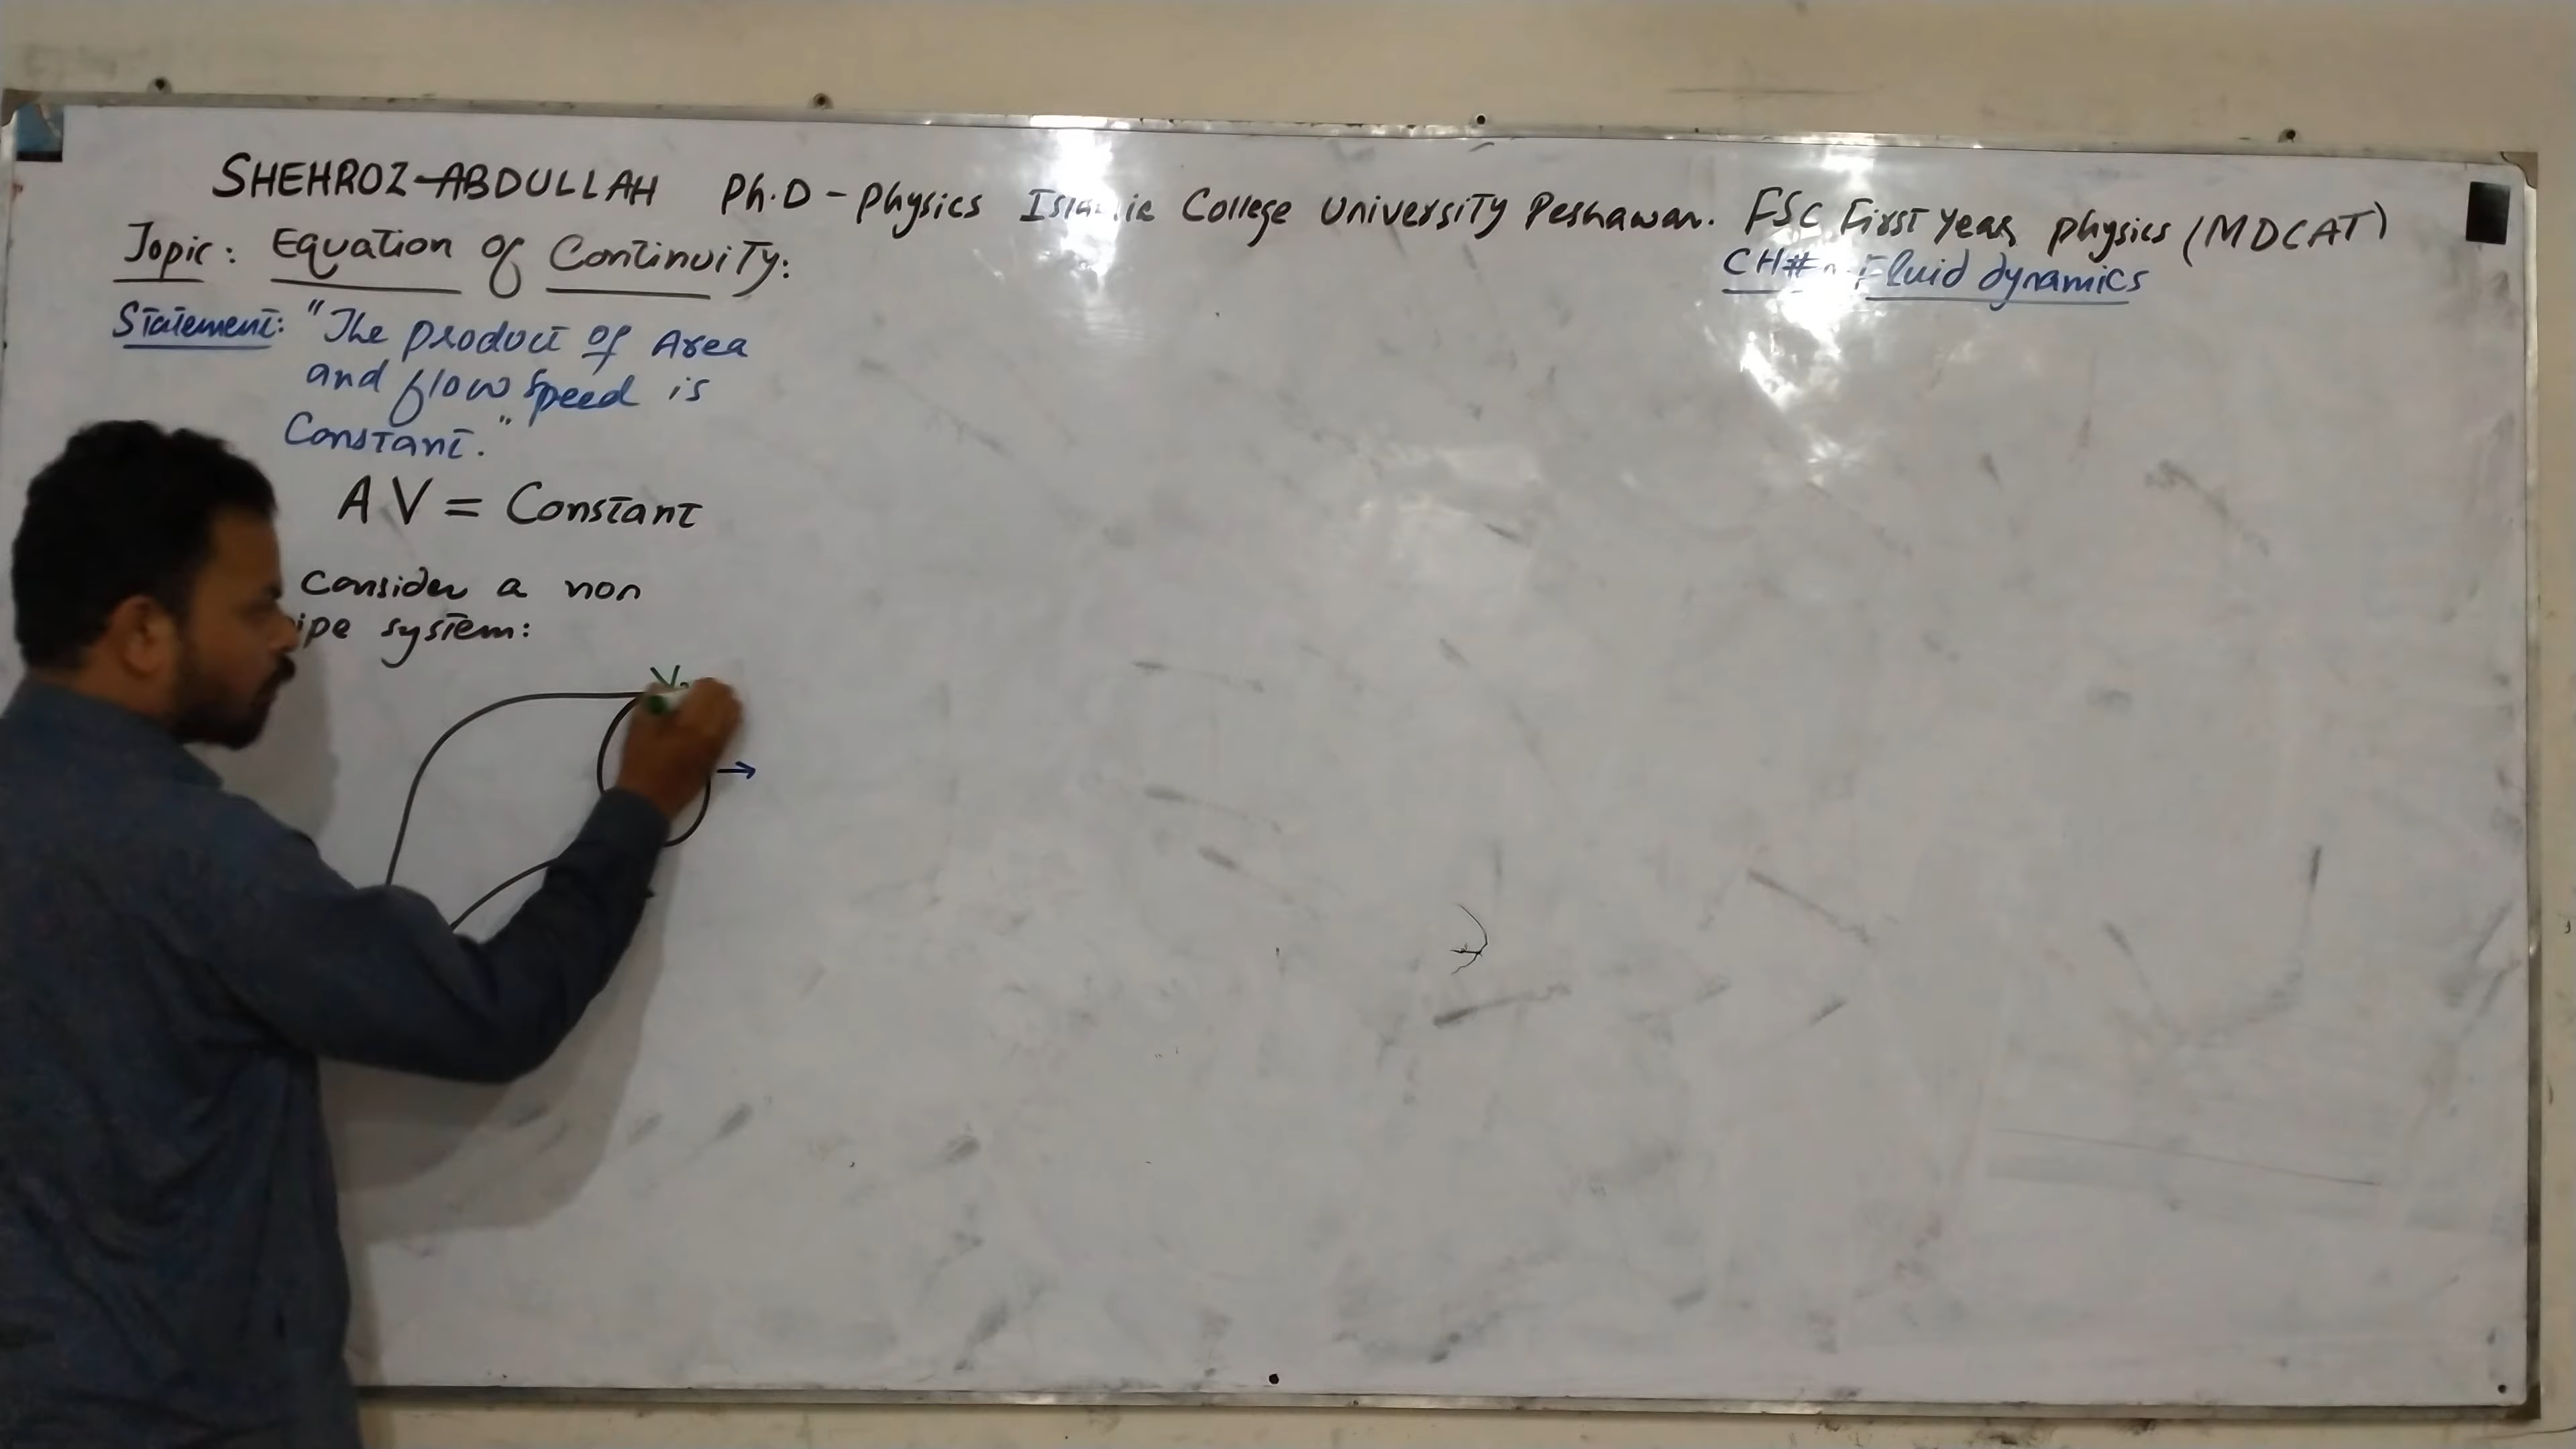 SHEHROZ-ABDULLAH Ph.D - Physics Islamic College University Peshawar. FSC First Year Physics (MDCAT)
Topic: Equation of Continuity:
CH# Fluid dynamics
Statement: "The product of Area
and flow speed is
Constant."
AV = Constant
Consider a non
system: